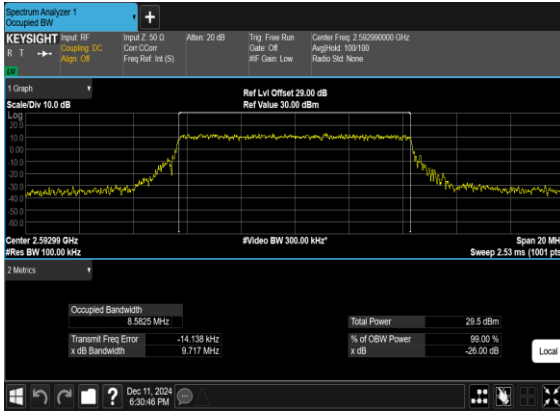 Spectrum Analyzer 1
Occupied BW
+
KEYSIGHT Input: RF Input Z: 50 Ω Atten: 20 dB Trig: Free Run Center Freq: 2.592990000 GHz
R T Coupling: DC Corr CCorr Gate: Off Avg|Hold: 100/100
Align: Off Freq Ref: Int (S) #IF Gain: Low Radio Std: None
1 Graph Ref Lvl Offset 29.00 dB
Scale/Div 10.0 dB Ref Value 30.00 dBm
Log
20.0
10.0
0.00
-10.0
-20.0
-30.0
-40.0
-50.0
-60.0
Center 2.59299 GHz #Video BW 300.00 kHz* Span 20 MH
#Res BW 100.00 kHz Sweep 2.53 ms (1001 pts
2 Metrics
Occupied Bandwidth
8.5825 MHz Total Power 29.5 dBm
Transmit Freq Error -14.138 kHz % of OBW Power 99.00 %
x dB Bandwidth 9.717 MHz x dB -26.00 dB
Local
? Dec 11, 2024
6:30:46 PM